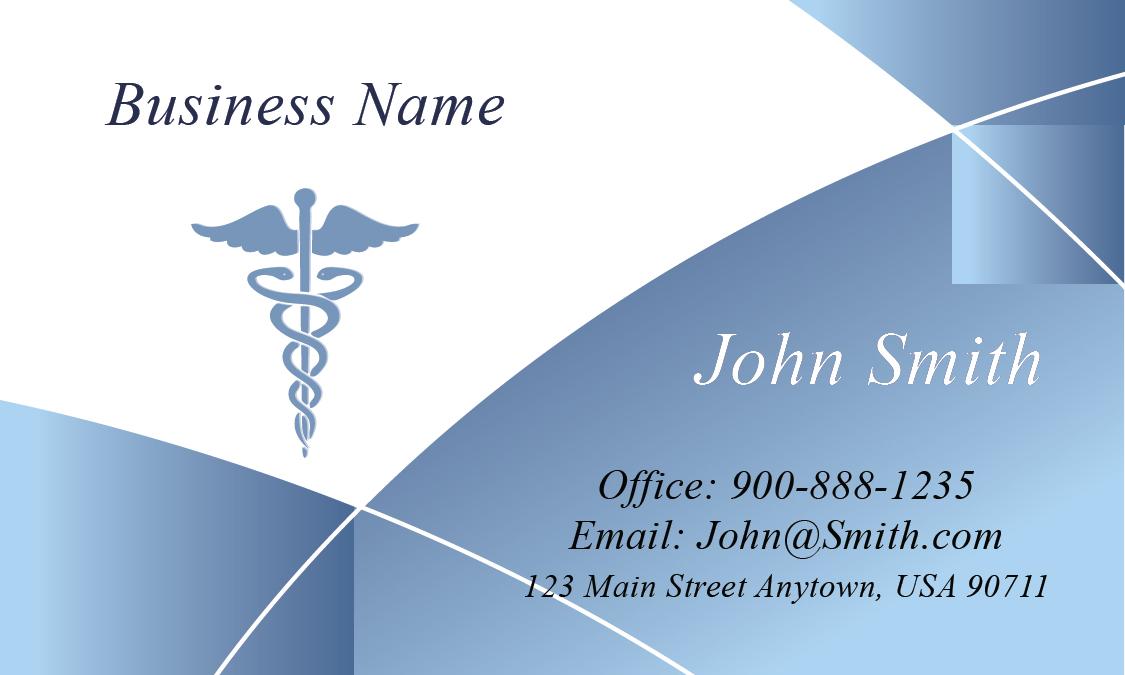 Business Name
John Smith
Office: 900-888-1235
Email: John@Smith.com
123 Main Street Anytown, USA 90711